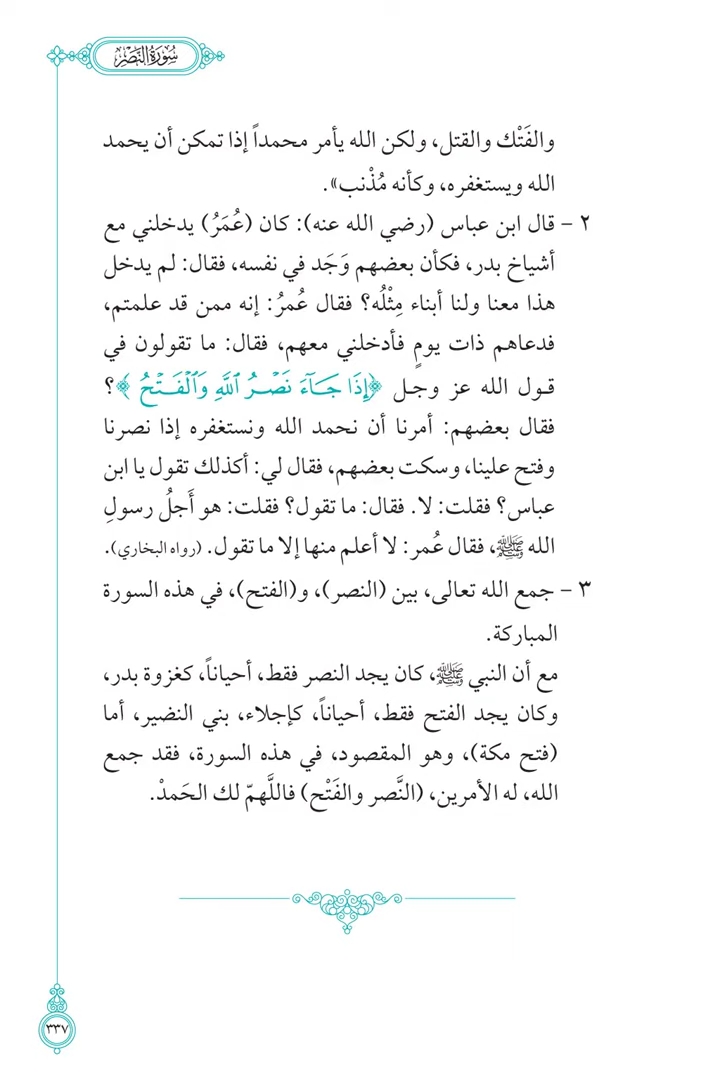 سُورَةُ النَّصْرِ
والفَتْك والقتل، ولكن الله يأمر محمداً إذا تمكن أن يحمد
الله ويستغفره، وكأنه مُذْنب».
٢ - قال ابن عباس (رضي الله عنه): كان (عُمَرُ) يدخلني مع
أشياخ بدر، فكأن بعضهم وَجَد في نفسه، فقال: لم يدخل
هذا معنا ولنا أبناء مِثْلُه؟ فقال عُمرُ: إنه ممن قد علمتم،
فدعاهم ذات يومٍ فأدخلني معهم، فقال: ما تقولون في
قول الله عز وجل ﴿إِذَا جَآءَ نَصْرُ ٱللَّهِ وَٱلْفَتْحُ﴾؟
فقال بعضهم: أمرنا أن نحمد الله ونستغفره إذا نصرنا
وفتح علينا، وسكت بعضهم، فقال لي: أكذلك تقول يا ابن
عباس؟ فقلت: لا. فقال: ما تقول؟ فقلت: هو أَجلُ رسولِ
الله ﷺ، فقال عُمر: لا أعلم منها إلا ما تقول. (رواه البخاري).
٣ - جمع الله تعالى، بين (النصر)، و(الفتح)، في هذه السورة
المباركة.
مع أن النبي ﷺ، كان يجد النصر فقط، أحياناً، كغزوة بدر،
وكان يجد الفتح فقط، أحياناً، كإجلاء، بني النضير، أما
(فتح مكة)، وهو المقصود، في هذه السورة، فقد جمع
الله، له الأمرين، (النَّصر والفَتْح) فاللَّهمّ لك الحَمدْ.
٣٣٧